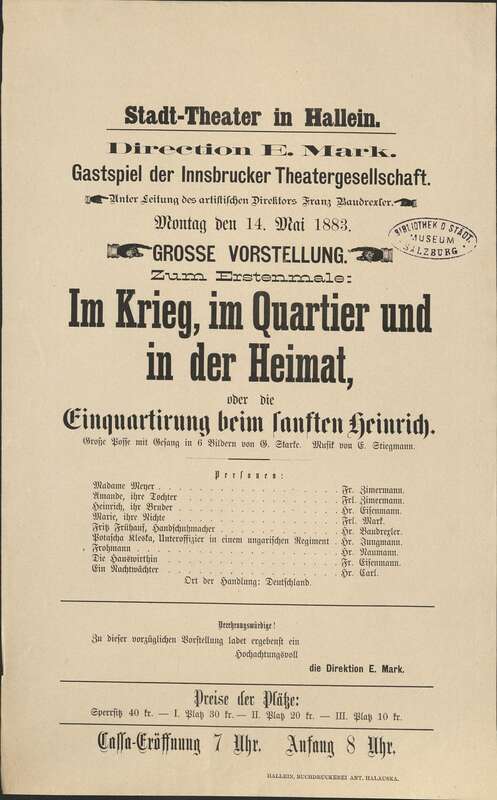 Stadt-Theater in Hallein.
Direction E. Mark.
Gastspiel der Innsbrucker Theatergesellschaft.
Unter Leitung des artistischen Direktors Franz Baudrexler.
Montag den 14. Mai 1883.
BIBLIOTHEK D STÄDT.
MUSEUM
SALZBURG
GROSSE VORSTELLUNG.
Zum Erstenmale:
Im Krieg, im Quartier und
in der Heimat,
oder die
Einquartirung beim sanften Heinrich.
Große Posse mit Gesang in 6 Bildern von G. Starke. Musik von E. Stiegmann.
Personen:
Madame Meyer . . . . . Fr. Zimermann.
Amande, ihre Tochter . . . . . Frl. Zimermann.
Heinrich, ihr Bruder . . . . . Hr. Eisenmann.
Marie, ihre Richte . . . . . Frl. Mark.
Fritz Frühauf, Handschuhmacher . . . . . Hr. Baudrexler.
Potascha Kleska, Unteroffizier in einem ungarischen Regiment . Hr. Jungmann.
Frohmann . . . . . Hr. Naumann.
Die Hauswirthin . . . . . Fr. Eisenmann.
Ein Nachtwächter . . . . . Hr. Carl.
Ort der Handlung: Deutschland.
Verehrungswürdige!
Zu dieser vorzüglichen Vorstellung ladet ergebenst ein
Hochachtungsvoll
die Direktion E. Mark.
Preise der Plätze:
Sperrsitz 40 kr. — I. Platz 30 kr. — II. Platz 20 kr. — III. Platz 10 kr.
Cassa-Eröffnung 7 Uhr. Anfang 8 Uhr.
HALLEIN, BUCHDRUCKEREI ANT. HALAUSKA.